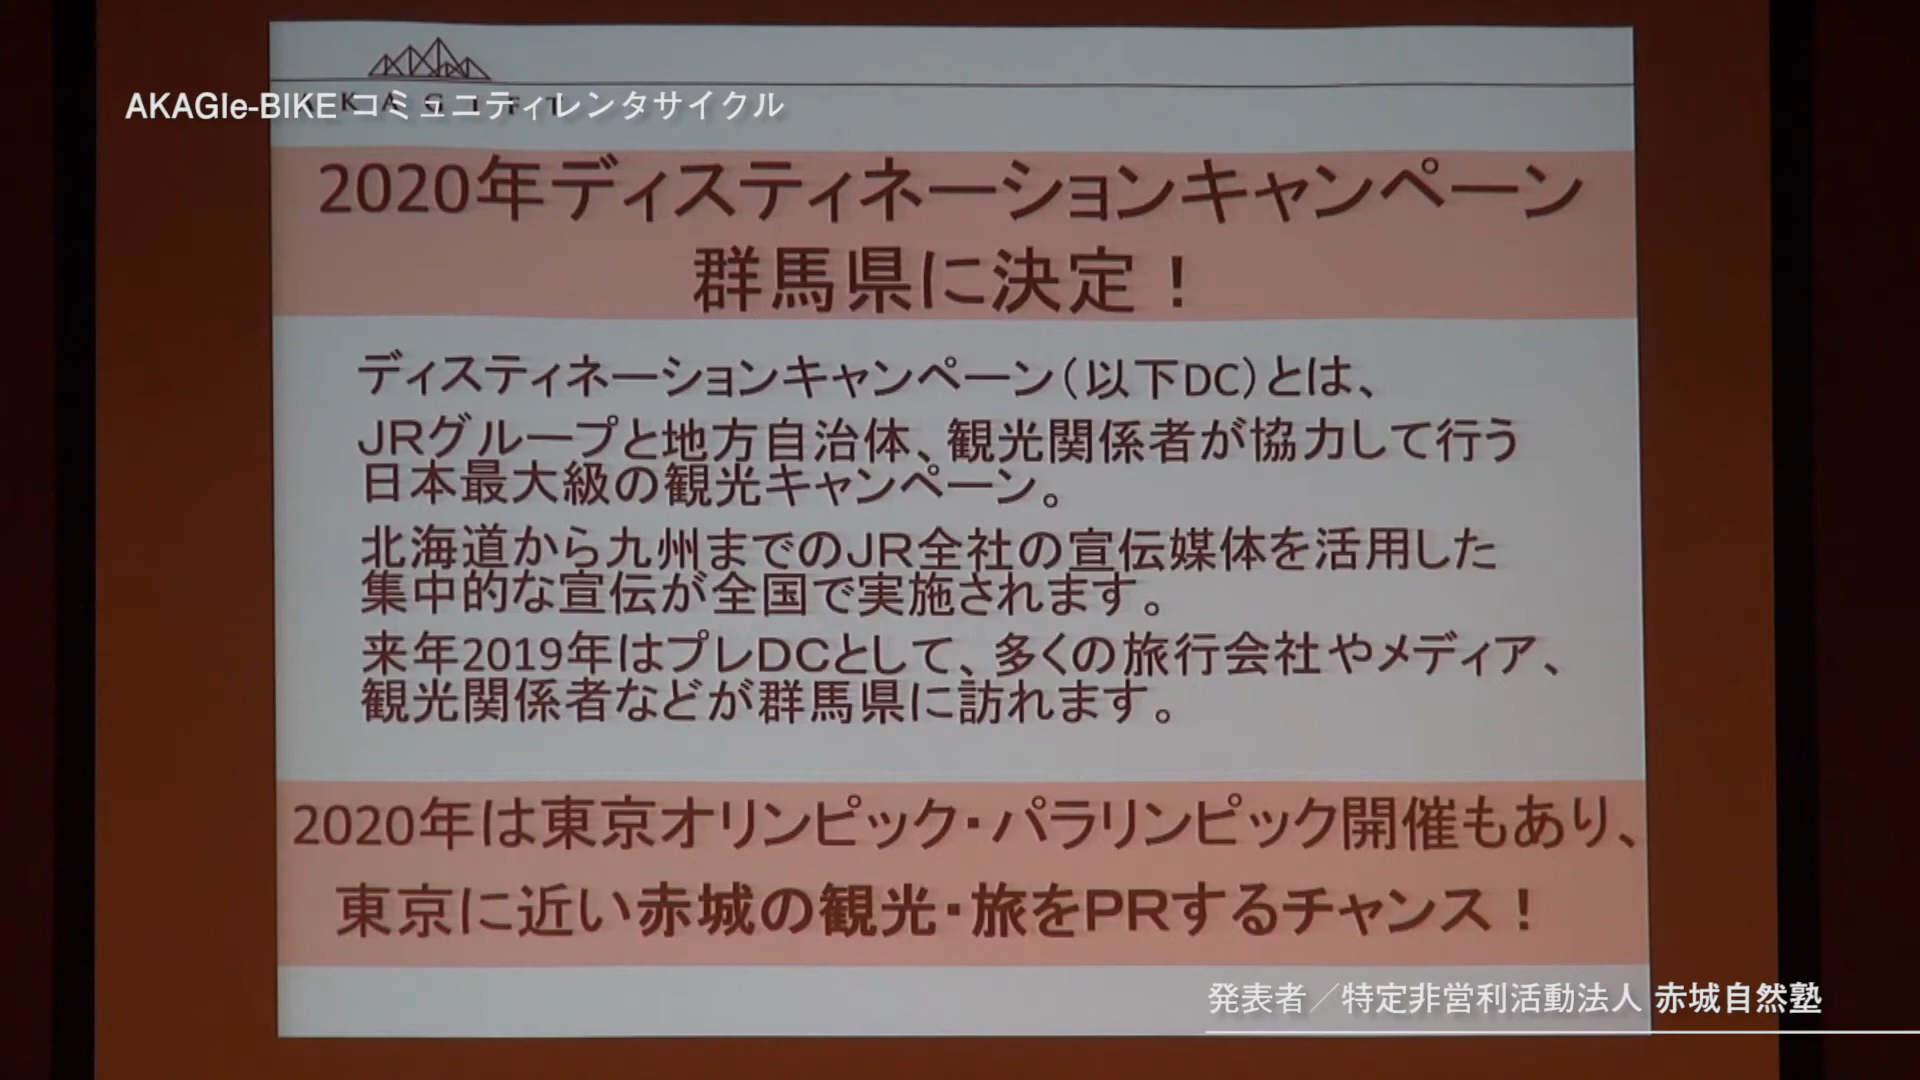 AKAGIe-BIKE コミュニティレンタサイクル
AKAGIFT
2020年ディスティネーションキャンペーン
群馬県に決定！
ディスティネーションキャンペーン（以下DC）とは、
JRグループと地方自治体、観光関係者が協力して行う
日本最大級の観光キャンペーン。
北海道から九州までのJR全社の宣伝媒体を活用した
集中的な宣伝が全国で実施されます。
来年2019年はプレDCとして、多くの旅行会社やメディア、
観光関係者などが群馬県に訪れます。
2020年は東京オリンピック・パラリンピック開催もあり、
東京に近い赤城の観光・旅をPRするチャンス！
発表者／特定非営利活動法人 赤城自然塾